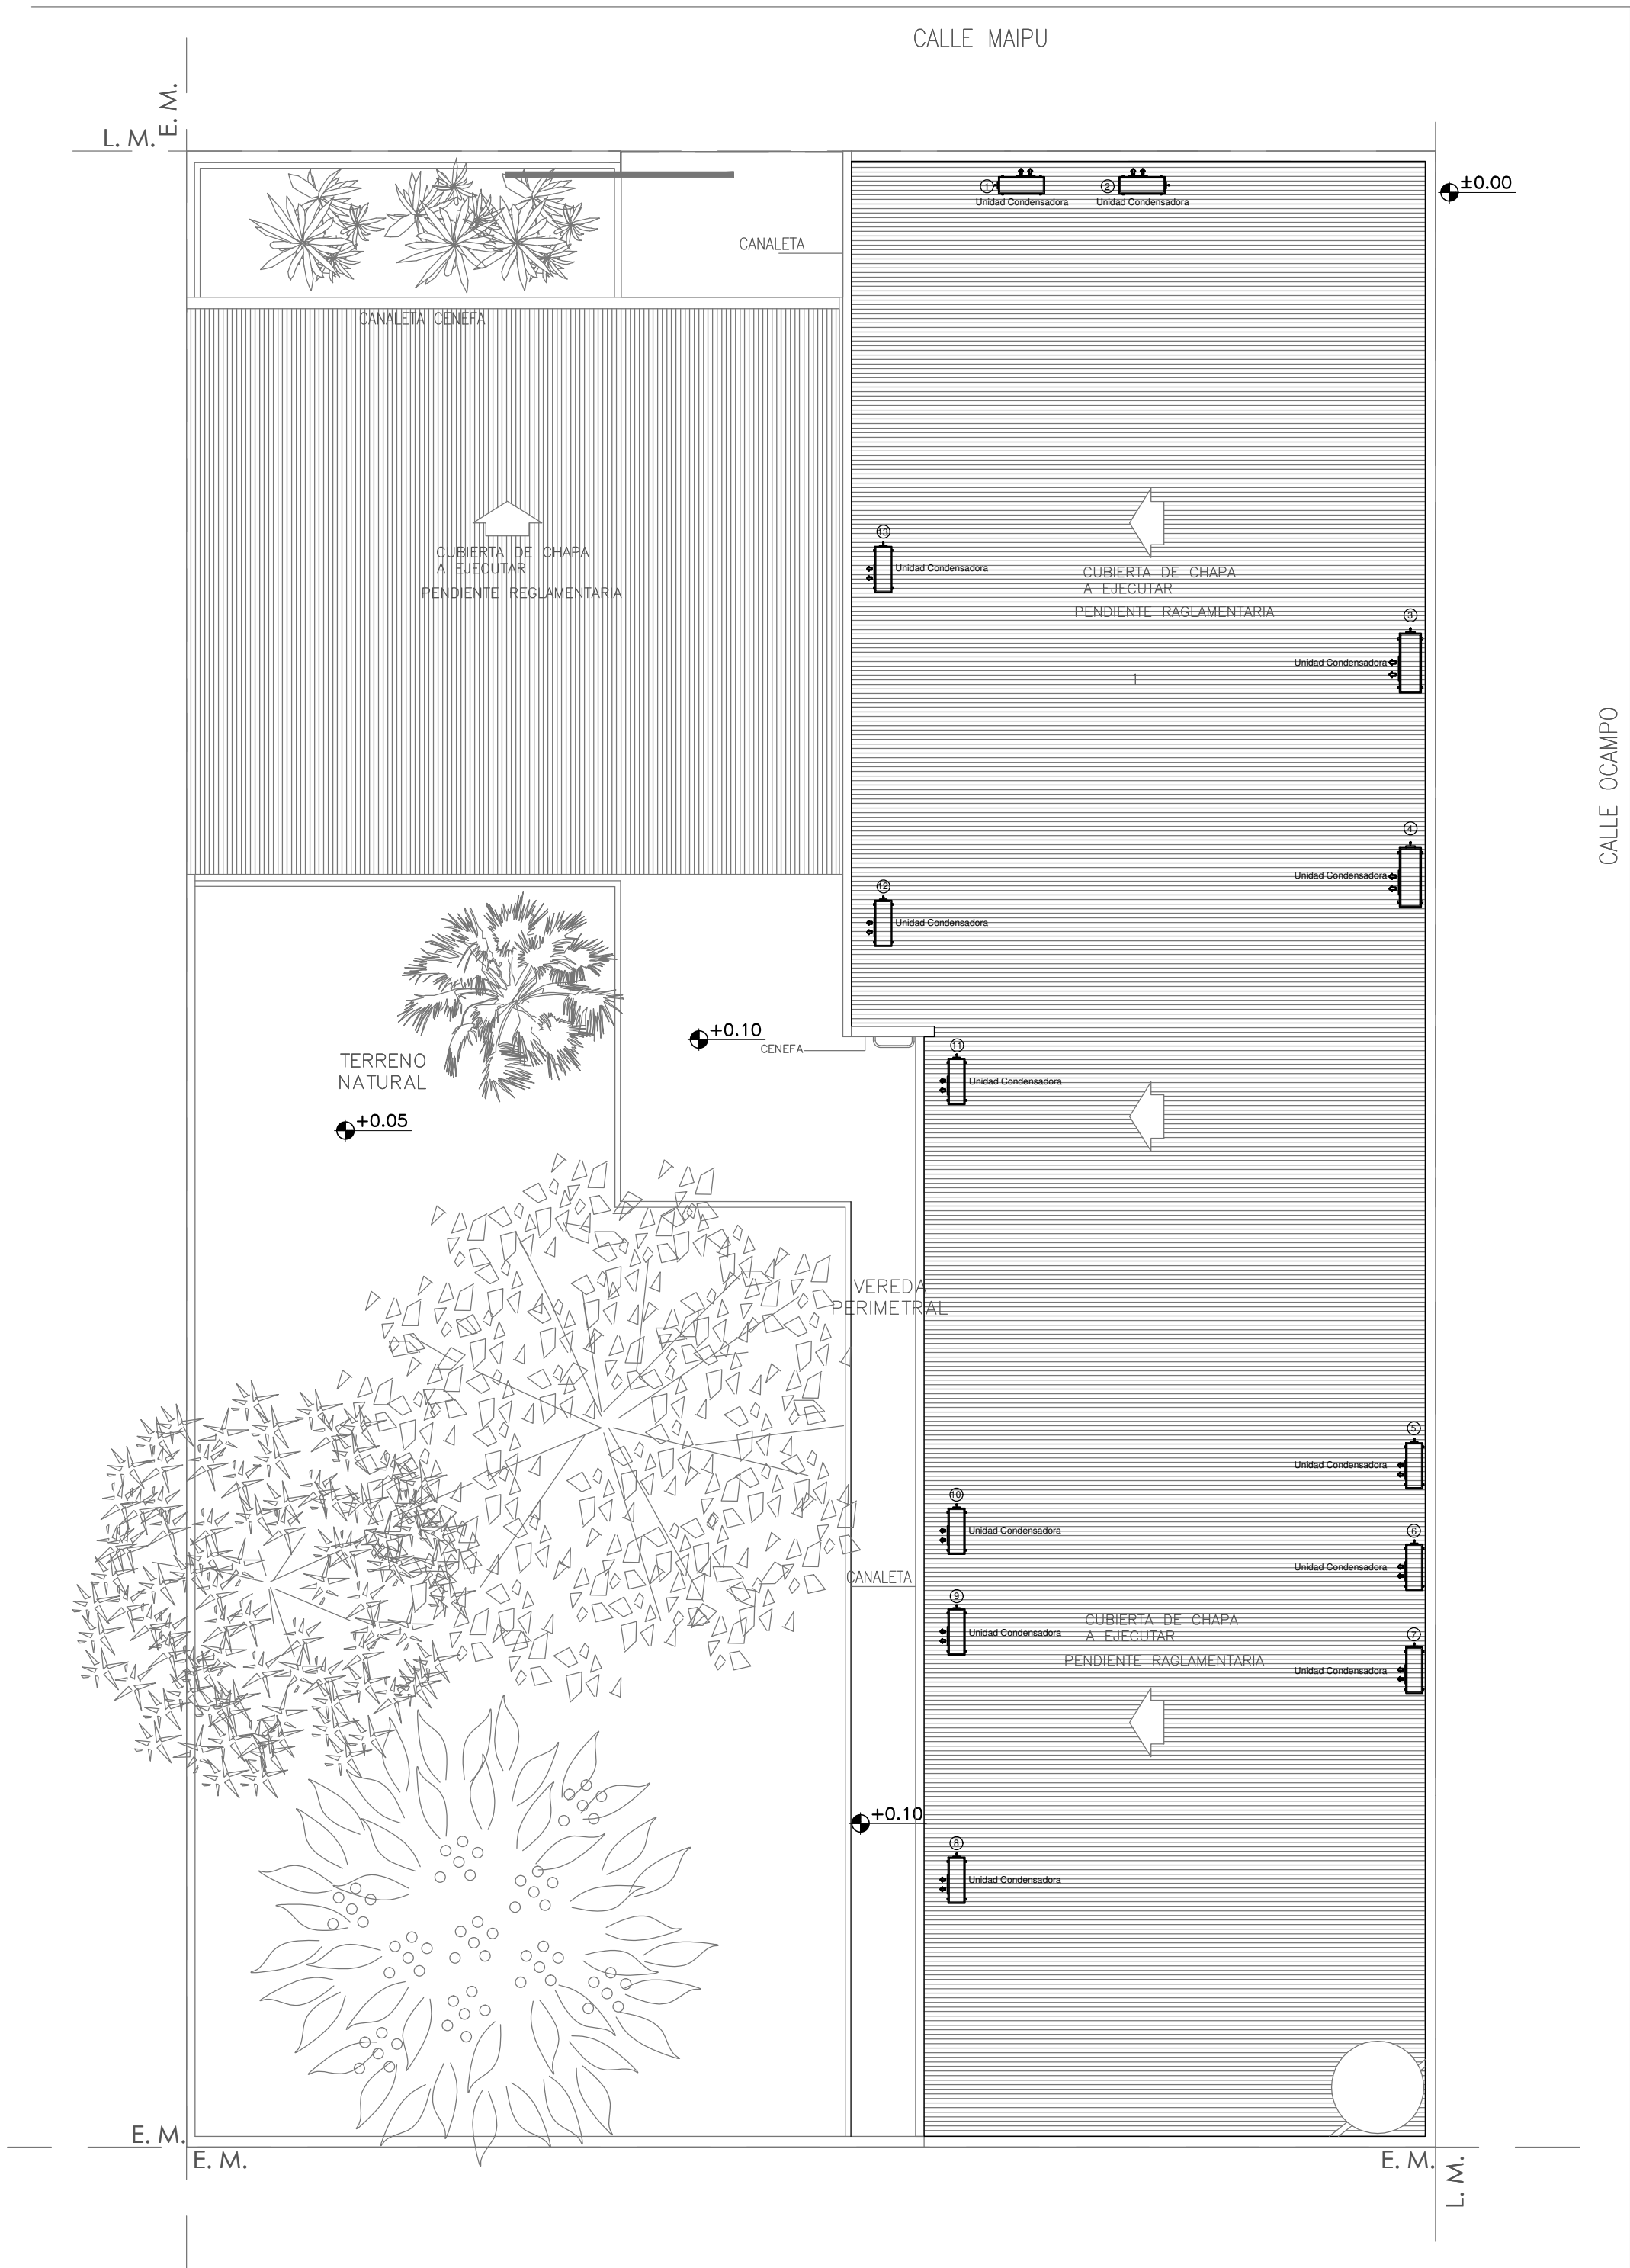 CALLE MAIPU
E. M.
L. M.
±0.00
1
2
Unidad Condensadora
Unidad Condensadora
CANALETA
CANALETA CENEFA
13
CUBIERTA DE CHAPA
A EJECUTAR
PENDIENTE REGLAMENTARIA
Unidad Condensadora
CUBIERTA DE CHAPA
A EJECUTAR
PENDIENTE RAGLAMENTARIA
3
Unidad Condensadora
1
CALLE OCAMPO
4
Unidad Condensadora
12
Unidad Condensadora
+0.10
CENEFA
11
TERRENO
NATURAL
Unidad Condensadora
+0.05
VEREDA
PERIMETRAL
5
Unidad Condensadora
10
Unidad Condensadora
6
Unidad Condensadora
CANALETA
9
Unidad Condensadora
CUBIERTA DE CHAPA
A EJECUTAR
PENDIENTE RAGLAMENTARIA
7
Unidad Condensadora
+0.10
8
Unidad Condensadora
E. M.
E. M.
E. M.
L. M.